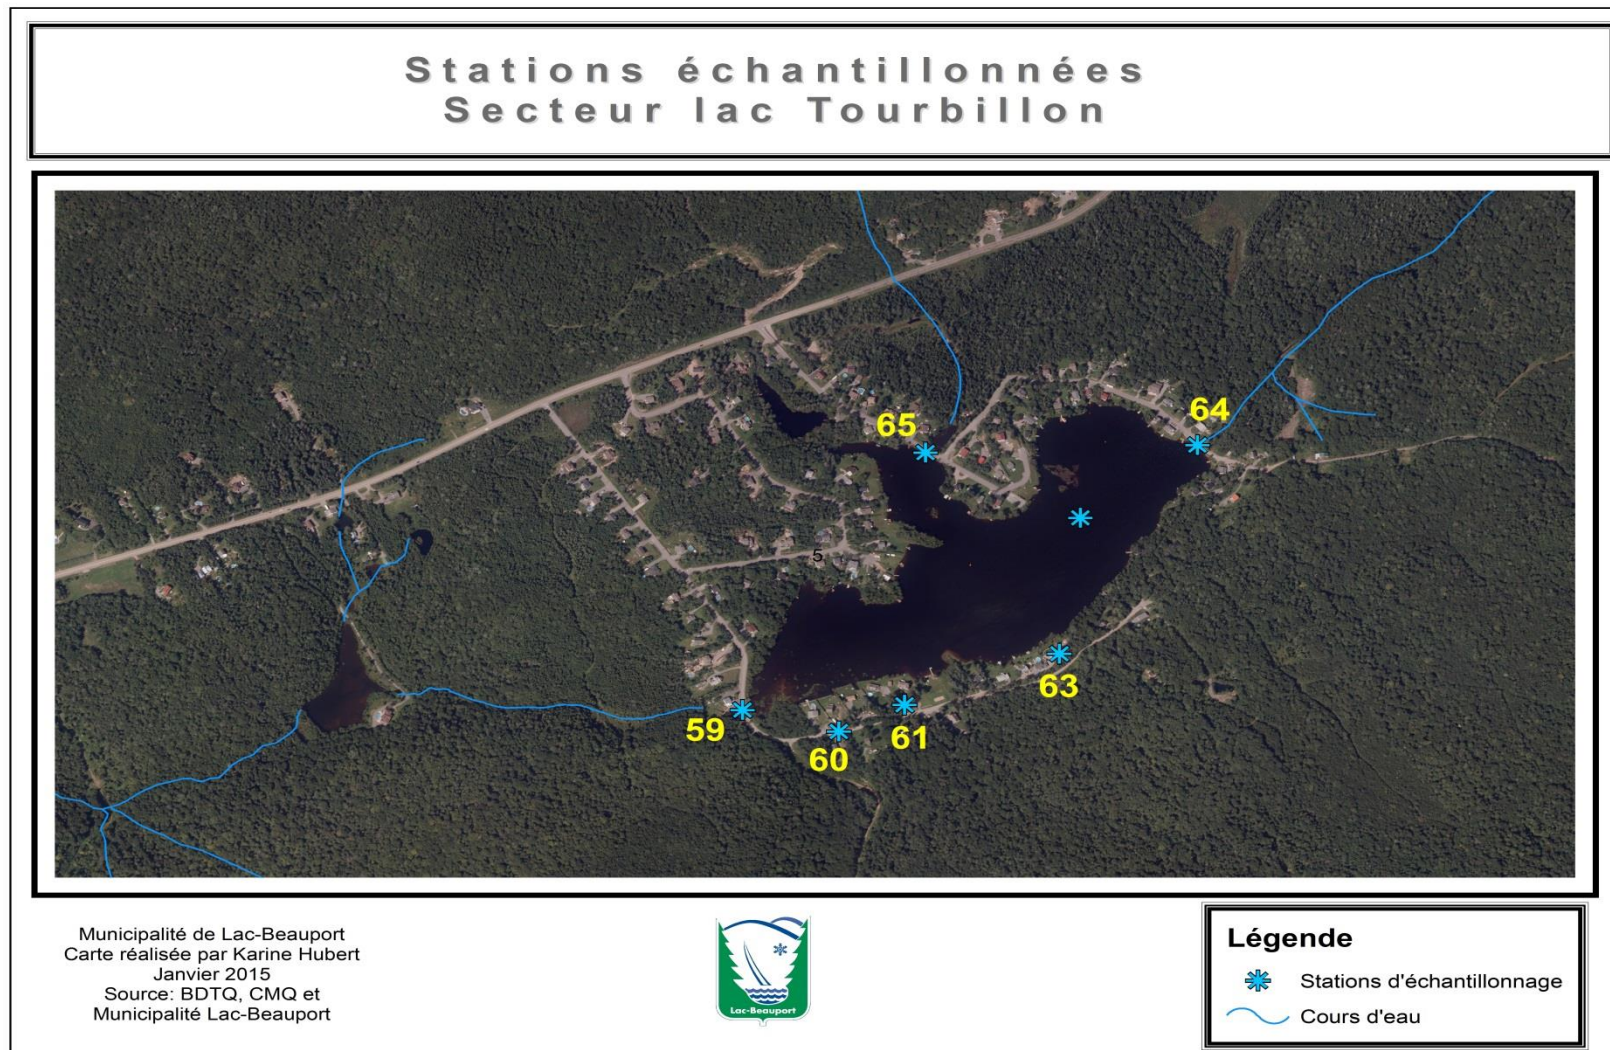 Stations échantillonnées
Secteur lac Tourbillon
64
65
5
63
59
61
60
Municipalité de Lac-Beauport
Carte réalisée par Karine Hubert
Janvier 2015
Source: BDTQ, CMQ et
Municipalité Lac-Beauport
Lac-Beauport
Légende
Stations d'échantillonnage
Cours d'eau